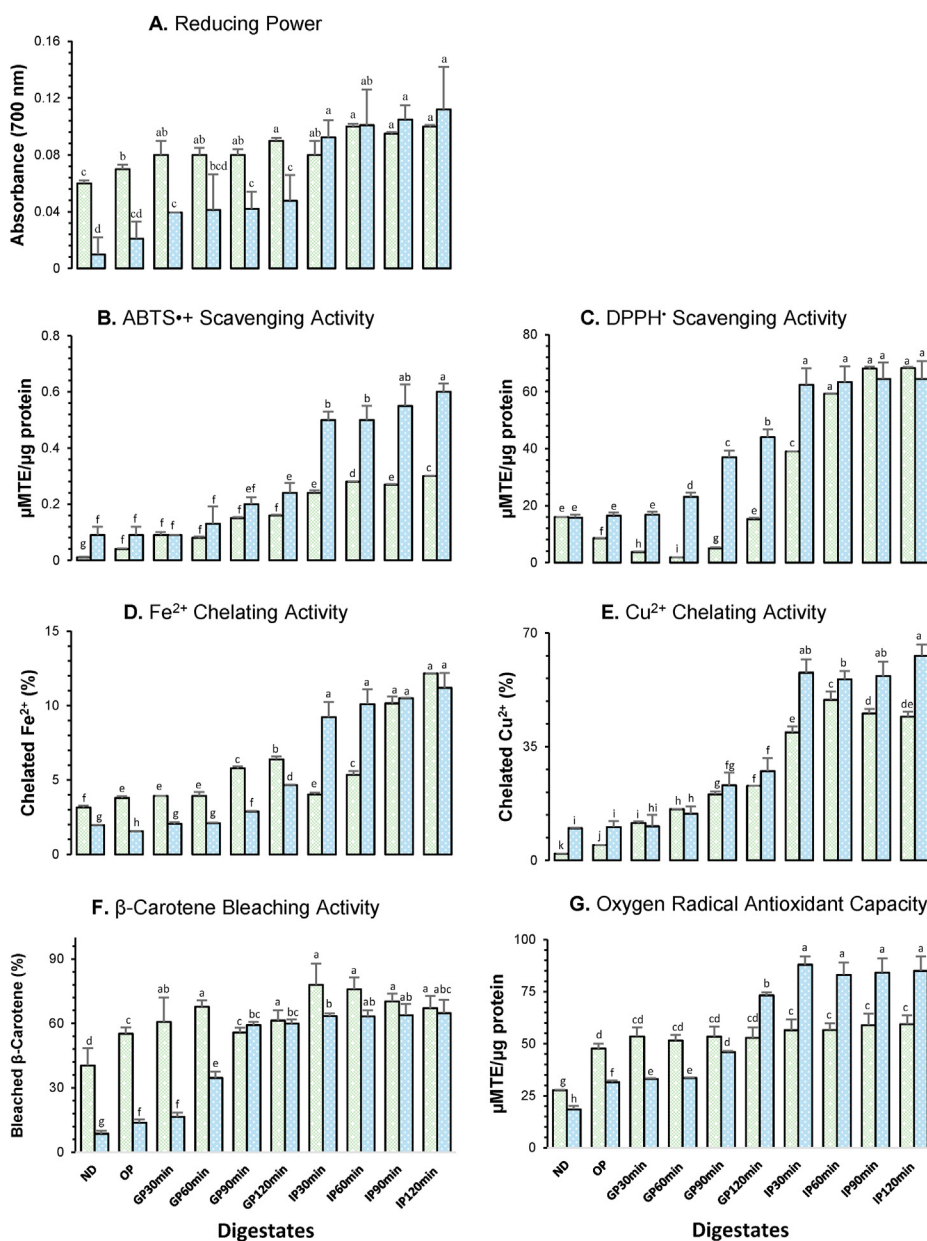 A. Reducing Power
Absorbance (700 nm)
0.16
0.12
0.08
0.04
0
c d b cd ab c ab bcd ab c a c ab a a ab a a a a
B. ABTS•+ Scavenging Activity
µMTE/µg protein
0.8
0.6
0.4
0.2
0
g f f f f f f f f ef f e e b d b e ab c a
C. DPPH• Scavenging Activity
µMTE/µg protein
80
60
40
20
0
e e f e h e i d g c e b c a a a a a a a
D. Fe²⁺ Chelating Activity
Chelated Fe²⁺ (%)
15
10
5
0
f g e h e g e g c f b d e a c a a a a a
E. Cu²⁺ Chelating Activity
Chelated Cu²⁺ (%)
70
35
0
k i j i i hi h h g fg f f e ab c b d ab de a
F. β-Carotene Bleaching Activity
Bleached β-Carotene (%)
90
60
30
0
d g c f ab f a e c bc ab bc a ab a ab a ab a abc
ND OP GP30min GP60min GP90min GP120min IP30min IP60min IP90min IP120min
Digestates
G. Oxygen Radical Antioxidant Capacity
µMTE/µg protein
100
75
50
25
0
g h d f cd e cd e cd d cd b c a c a c a c a
ND OP GP30min GP60min GP90min GP120min IP30min IP60min IP90min IP120min
Digestates